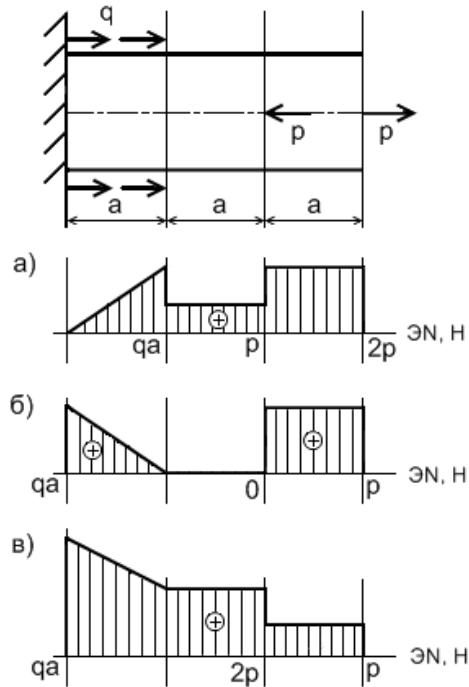 q
p p
a a a
а)
qa p 2p ЭN, Н
б)
qa 0 p ЭN, Н
в)
qa 2p p ЭN, Н